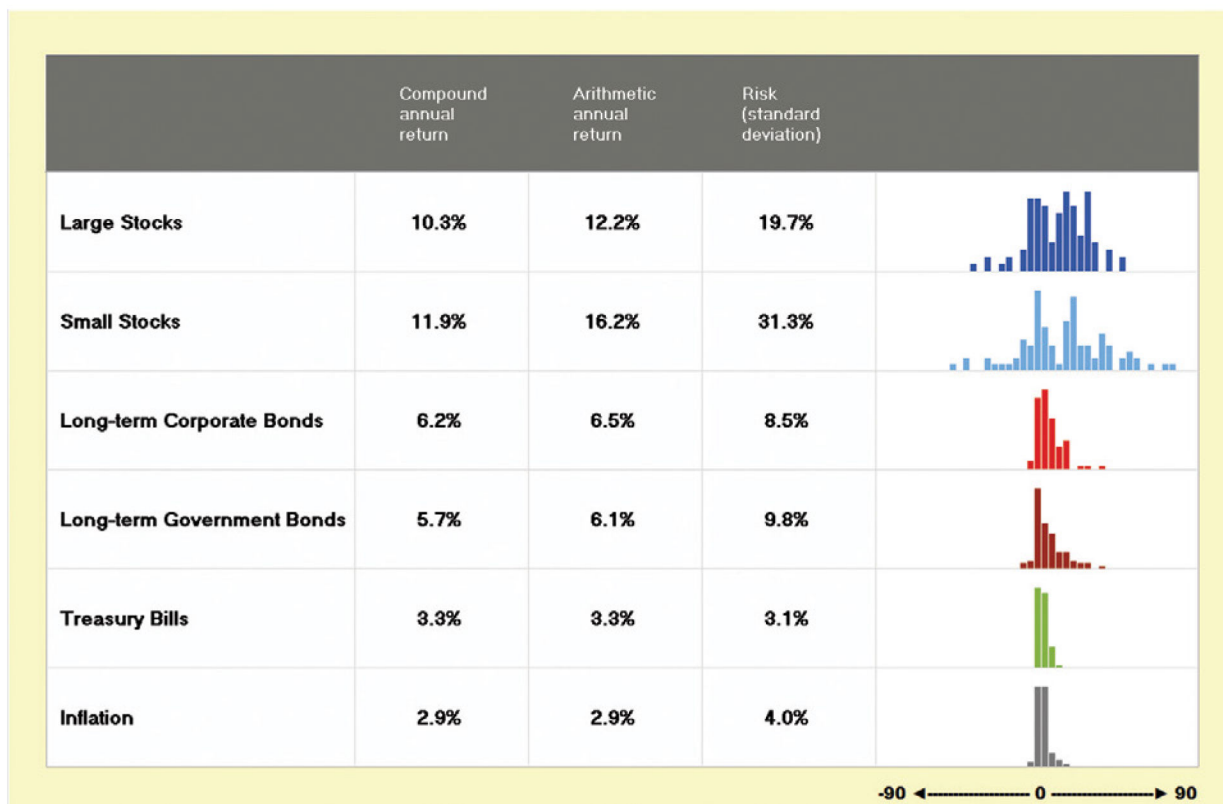 Compound annual return
Arithmetic annual return
Risk (standard deviation)
Large Stocks 10.3% 12.2% 19.7%
Small Stocks 11.9% 16.2% 31.3%
Long-term Corporate Bonds 6.2% 6.5% 8.5%
Long-term Government Bonds 5.7% 6.1% 9.8%
Treasury Bills 3.3% 3.3% 3.1%
Inflation 2.9% 2.9% 4.0%
-90 0 90